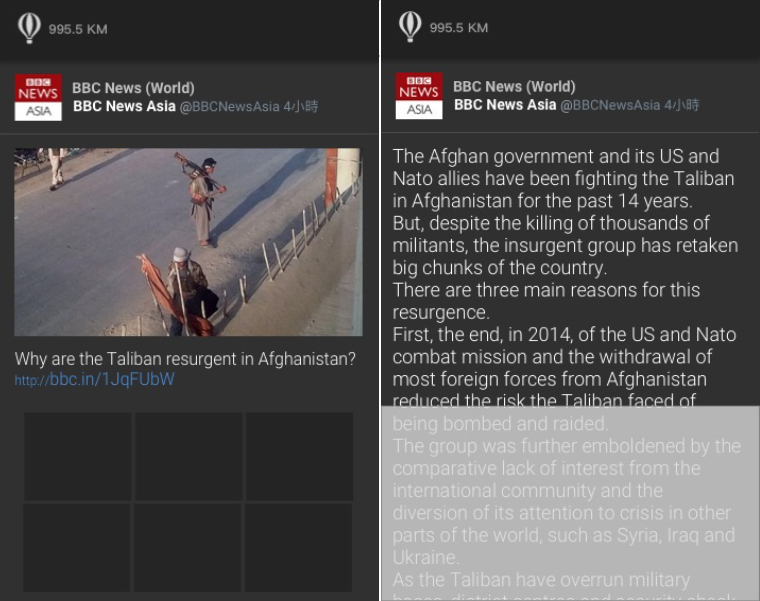 995.5 KM
BBC
NEWS
ASIA
BBC News (World)
BBC News Asia @BBCNewsAsia 4小時
Why are the Taliban resurgent in Afghanistan?
http://bbc.in/1JqFUbW
995.5 KM
BBC
NEWS
ASIA
BBC News (World)
BBC News Asia @BBCNewsAsia 4小時
The Afghan government and its US and
Nato allies have been fighting the Taliban
in Afghanistan for the past 14 years.
But, despite the killing of thousands of
militants, the insurgent group has retaken
big chunks of the country.
There are three main reasons for this
resurgence.
First, the end, in 2014, of the US and Nato
combat mission and the withdrawal of
most foreign forces from Afghanistan
reduced the risk the Taliban faced of
being bombed and raided.
The group was further emboldened by the
comparative lack of interest from the
international community and the
diversion of its attention to crisis in other
parts of the world, such as Syria, Iraq and
Ukraine.
As the Taliban have overrun military